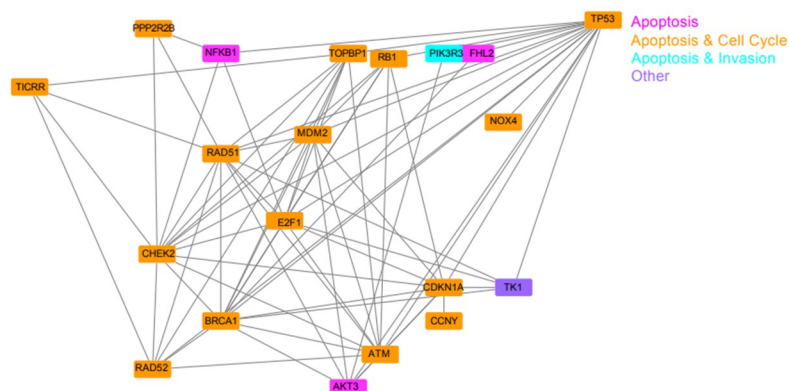 TP53
Apoptosis
PPP2R2B
Apoptosis & Cell Cycle
NFKB1
TOPBP1
RB1
PIK3R3
FHL2
Apoptosis & Invasion
Other
TICRR
NOX4
MDM2
RAD51
E2F1
CHEK2
CDKN1A
TK1
BRCA1
CCNY
ATM
RAD52
AKT3